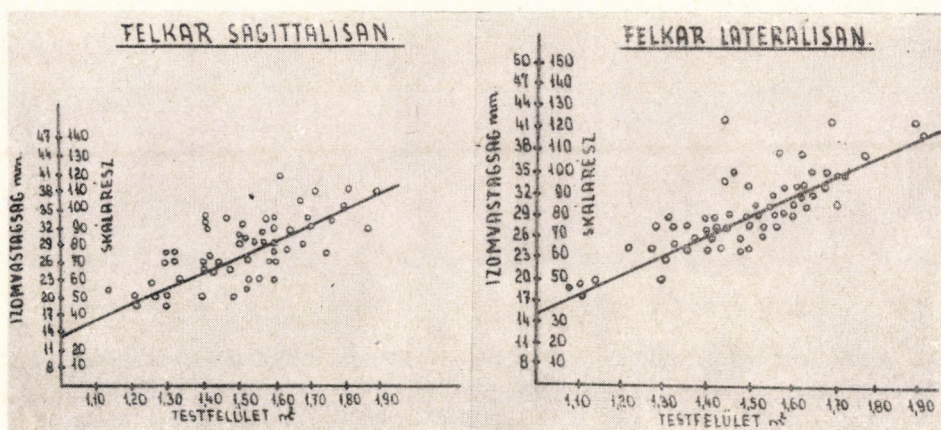 FELKAR SAGITTALISAN.
IZOMVASTAGSÁG mm.
47 140
44 130
41 120
38 110
35 100
32 90
29 80
26 70
23 60
20 50
17 40
14
11 20
8 10
SKALARÉSZ
1,10 1,20 1,30 1,40 1,50 1,60 1,70 1,80 1,90
TESTFELÜLET m²
FELKAR LATERALISAN.
IZOMVASTAGSÁG mm.
50 150
47 140
44 130
41 120
38 110
35 100
32 90
29 80
26 70
23 60
20 50
17
14 30
11 20
8 10
SKALARÉSZ
1,10 1,20 1,30 1,40 1,50 1,60 1,70 1,80 1,90
TESTFELÜLET m²